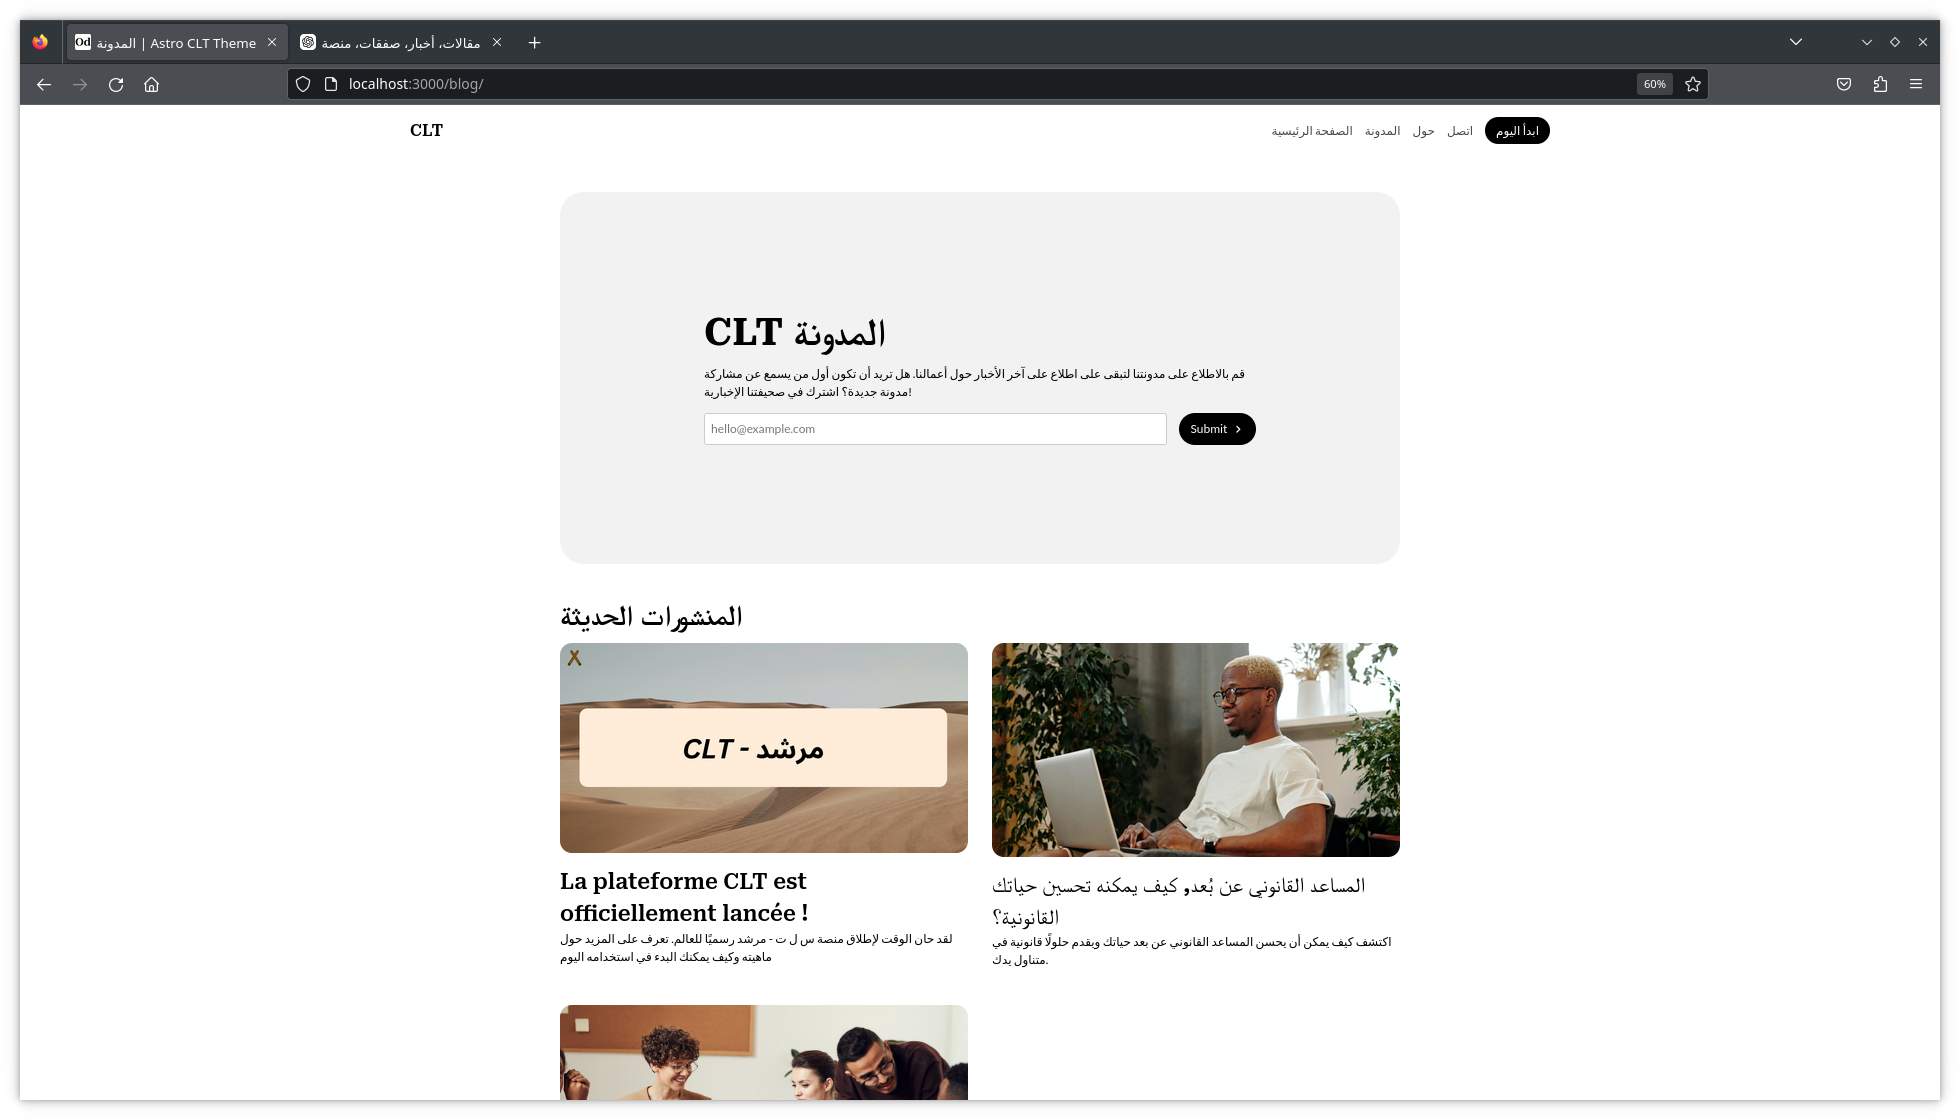 المدونة | Astro CLT Theme
مقالات، أخبار، صفقات، منصة
localhost:3000/blog/
60%
CLT
الصفحة الرئيسية
المدونة
حول
اتصل
ابدأ اليوم
CLT المدونة
قم بالاطلاع على مدونتنا لتبقى على اطلاع على آخر الأخبار حول أعمالنا. هل تريد أن تكون أول من يسمع عن مشاركة
مدونة جديدة؟ اشترك في صحيفتنا الإخبارية!
hello@example.com
Submit
المنشورات الحديثة
CLT - مرشد
La plateforme CLT est
officiellement lancée !
لقد حان الوقت لإطلاق منصة س ل ت - مرشد رسميًا للعالم. تعرف على المزيد حول
ماهيته وكيف يمكنك البدء في استخدامه اليوم
المساعد القانوني عن بُعد, كيف يمكنه تحسين حياتك
القانونية؟
اكتشف كيف يمكن أن يحسن المساعد القانوني عن بعد حياتك ويقدم حلولًا قانونية في
متناول يدك.